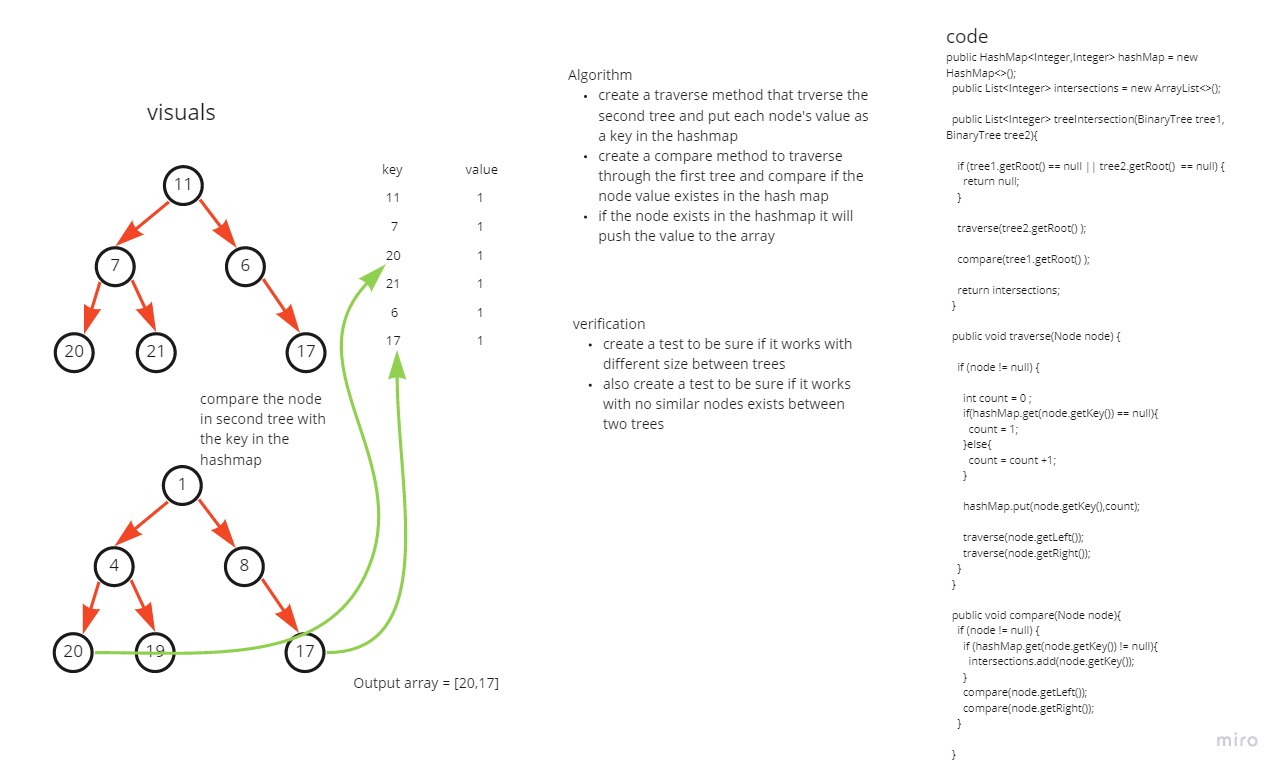 visuals
11
7
6
20
21
17
key value
11 1
7 1
20 1
21 1
6 1
17 1
compare the node
in second tree with
the key in the
hashmap
1
4
8
20
19
17
Output array = [20,17]
Algorithm
• create a traverse method that trverse the
second tree and put each node's value as
a key in the hashmap
• create a compare method to traverse
through the first tree and compare if the
node value existes in the hash map
• if the node exists in the hashmap it will
push the value to the array
verification
• create a test to be sure if it works with
different size between trees
• also create a test to be sure if it works
with no similar nodes exists between
two trees
code
public HashMap<Integer,Integer> hashMap = new
HashMap<>();
public List<Integer> intersections = new ArrayList<>();
public List<Integer> treeIntersection(BinaryTree tree1,
BinaryTree tree2){
if (tree1.getRoot() == null || tree2.getRoot()  == null) {
return null;
}
traverse(tree2.getRoot() );
compare(tree1.getRoot() );
return intersections;
}
public void traverse(Node node) {
if (node != null) {
int count = 0 ;
if(hashMap.get(node.getKey()) == null){
count = 1;
}else{
count = count +1;
}
hashMap.put(node.getKey(),count);
traverse(node.getLeft());
traverse(node.getRight());
}
}
public void compare(Node node){
if (node != null) {
if (hashMap.get(node.getKey()) != null){
intersections.add(node.getKey());
}
compare(node.getLeft());
compare(node.getRight());
}
}
miro